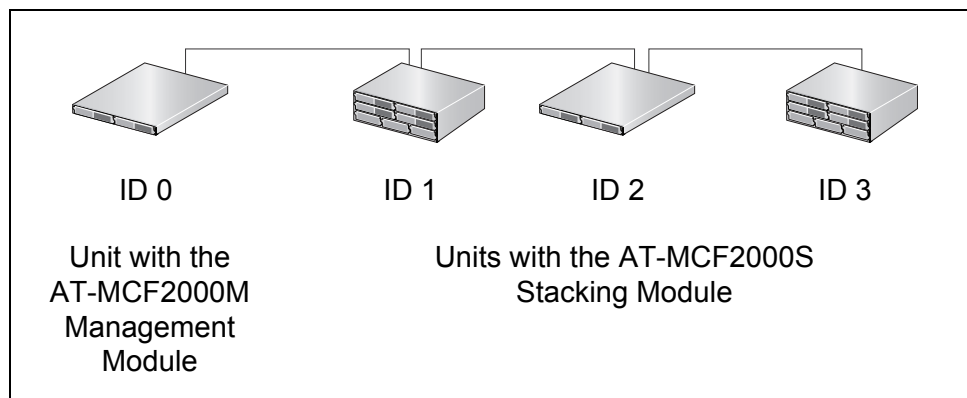 ID 0
ID 1
ID 2
ID 3
Unit with the
AT-MCF2000M
Management
Module
Units with the AT-MCF2000S
Stacking Module